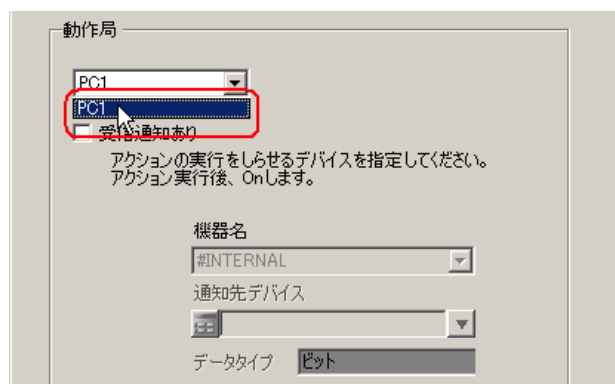 動作局
PC1
PC1
受信通知あり
アクションの実行をしらせるデバイスを指定してください。
アクション実行後、Onします。
機器名
#INTERNAL
通知先デバイス
データタイプ ビット